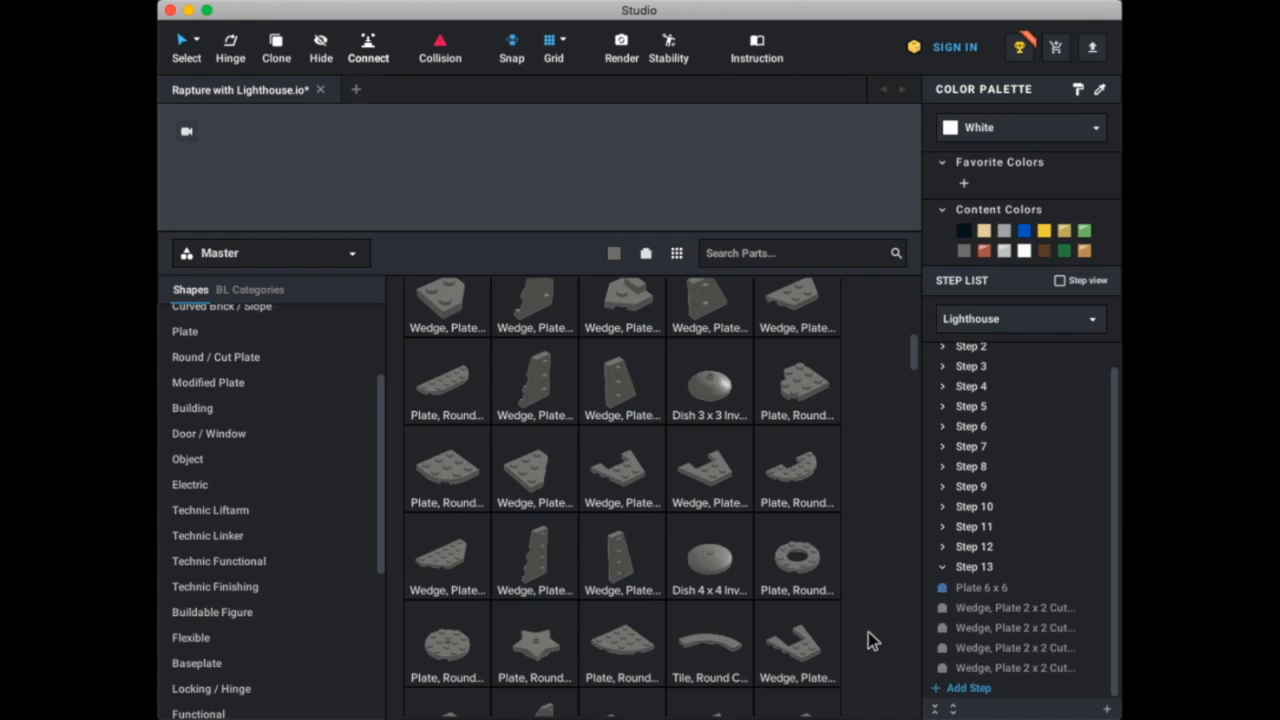 Studio
Select Hinge Clone Hide Connect Collision Snap Grid Render Stability Instruction SIGN IN
Rapture with Lighthouse.io*
COLOR PALETTE
White
Favorite Colors
Content Colors
Master
Search Parts...
Shapes BL Categories
STEP LIST
Step view
Lighthouse
Curved Brick / Slope
Plate
Round / Cut Plate
Modified Plate
Building
Door / Window
Object
Electric
Technic Liftarm
Technic Linker
Technic Functional
Technic Finishing
Buildable Figure
Flexible
Baseplate
Locking / Hinge
Functional
Wedge, Plate... Wedge, Plate... Wedge, Plate... Wedge, Plate... Wedge, Plate...
Plate, Round... Wedge, Plate... Wedge, Plate... Dish 3 x 3 Inv... Plate, Round...
Plate, Round... Wedge, Plate... Wedge, Plate... Wedge, Plate... Plate, Round...
Wedge, Plate... Wedge, Plate... Wedge, Plate... Dish 4 x 4 Inv... Plate, Round...
Plate, Round... Plate, Round... Plate, Round... Tile, Round C... Wedge, Plate...
Step 2
Step 3
Step 4
Step 5
Step 6
Step 7
Step 8
Step 9
Step 10
Step 11
Step 12
Step 13
Plate 6 x 6
Wedge, Plate 2 x 2 Cut...
Wedge, Plate 2 x 2 Cut...
Wedge, Plate 2 x 2 Cut...
Wedge, Plate 2 x 2 Cut...
+ Add Step